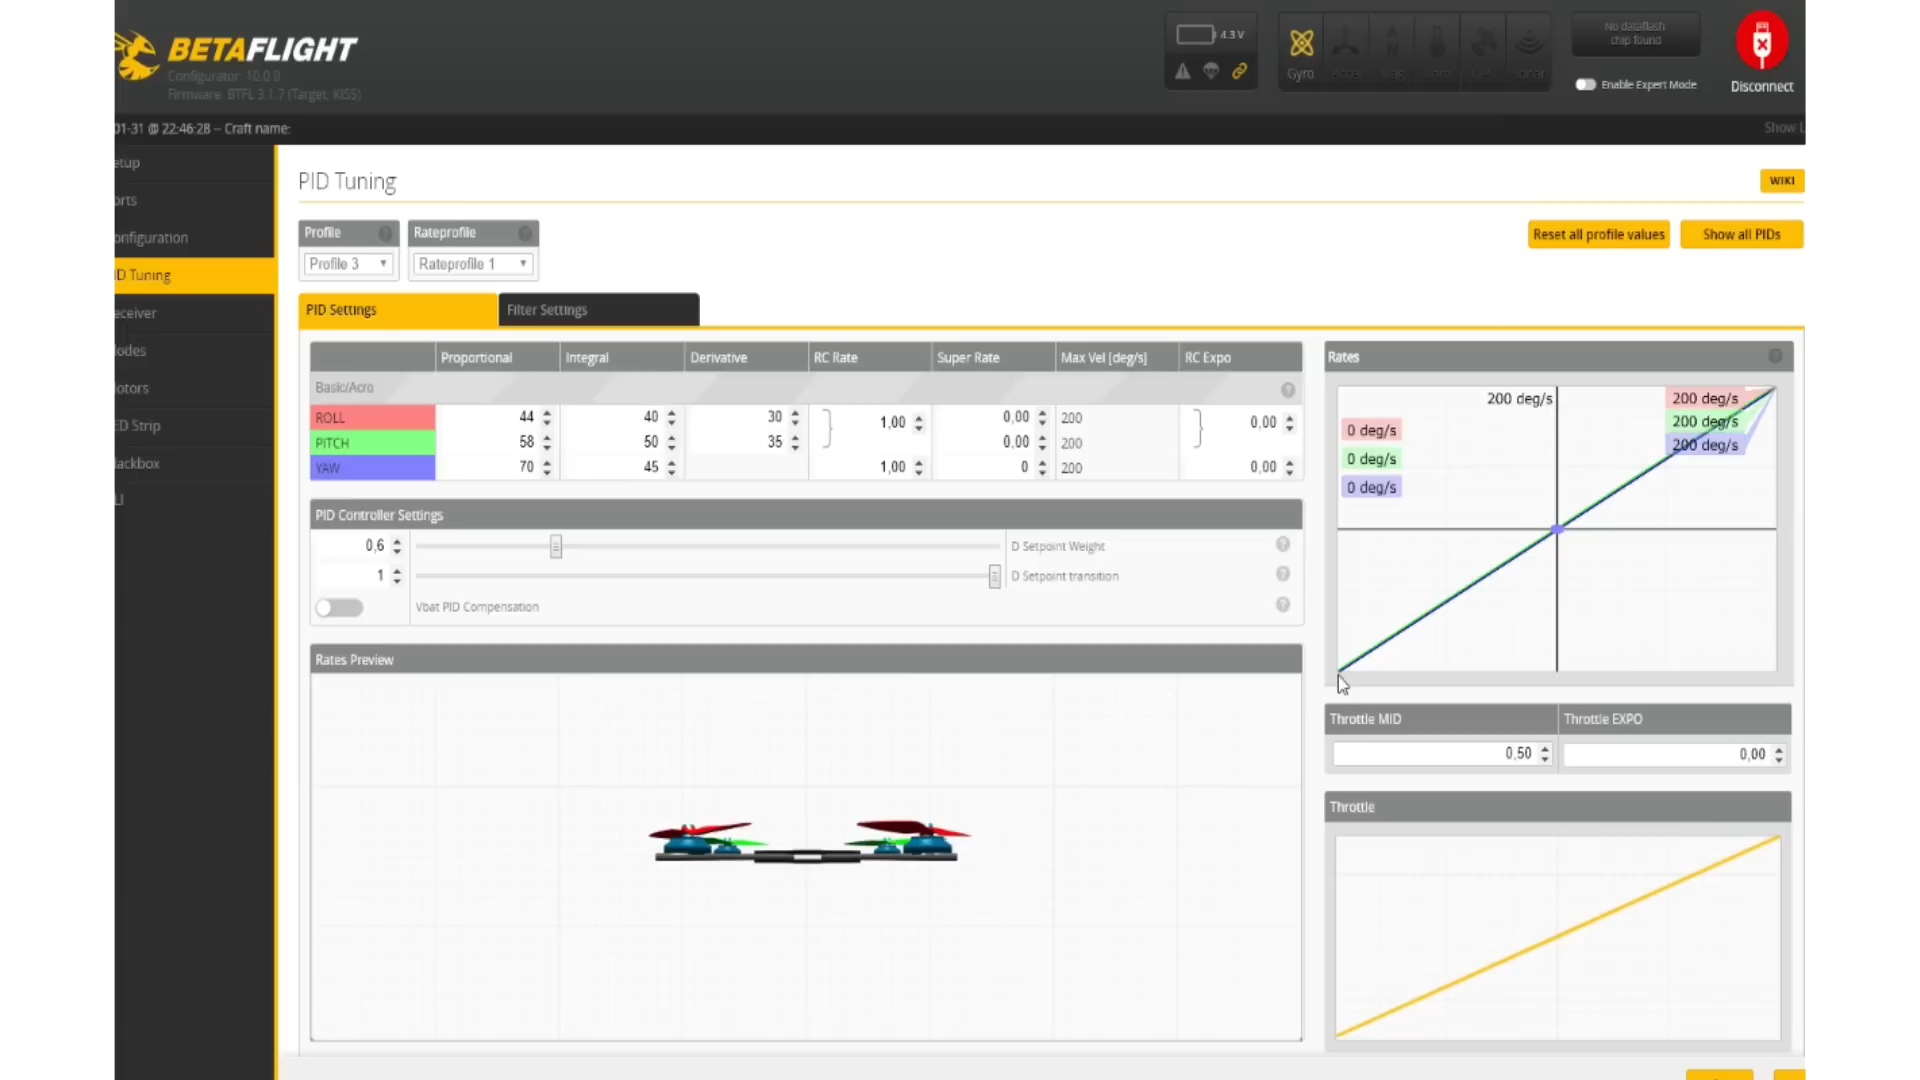 BETAFLIGHT
Configurator: 10.0.0
Firmware: BTFL 3.1.7 (Target: KISS)
4.3 V
Gyro
No dataflash
chip found
Enable Expert Mode
Disconnect
01-31 @ 22:46:28 -- Craft name:
Show L
etup
orts
onfiguration
ID Tuning
eceiver
lodes
lotors
ED Strip
lackbox
LI
PID Tuning
WIKI
Profile
Rateprofile
Profile 3
Rateprofile 1
Reset all profile values
Show all PIDs
PID Settings
Filter Settings
Proportional Integral Derivative RC Rate Super Rate Max Vel [deg/s] RC Expo
Basic/Acro
ROLL 44 40 30 1,00 0,00 200 0,00
PITCH 58 50 35 0,00 200
YAW 70 45 1,00 0 200 0,00
PID Controller Settings
0,6 D Setpoint Weight
1 D Setpoint transition
Vbat PID Compensation
Rates Preview
Rates
200 deg/s
200 deg/s
200 deg/s
200 deg/s
0 deg/s
0 deg/s
0 deg/s
Throttle MID
Throttle EXPO
0,50
0,00
Throttle